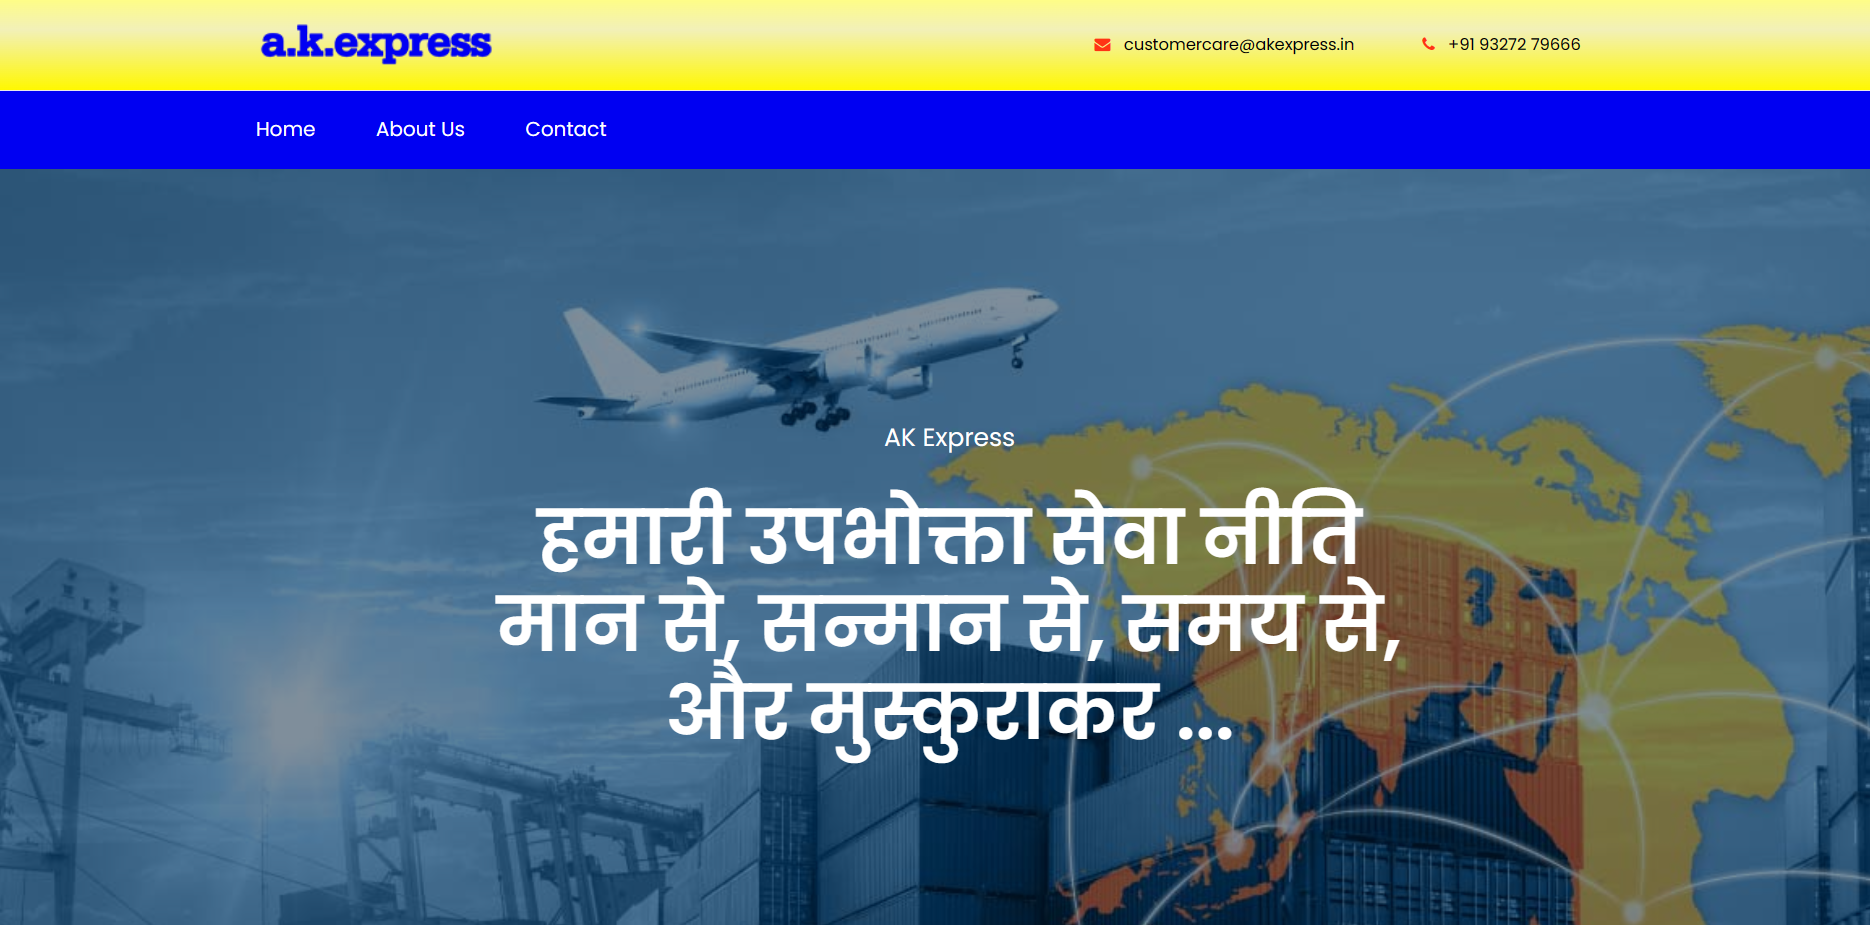 a.k.express
customercare@akexpress.in
+91 93272 79666
Home
About Us
Contact
AK Express
हमारी उपभोक्ता सेवा नीति
मान से, सन्मान से, समय से,
और मुस्कुराकर ...